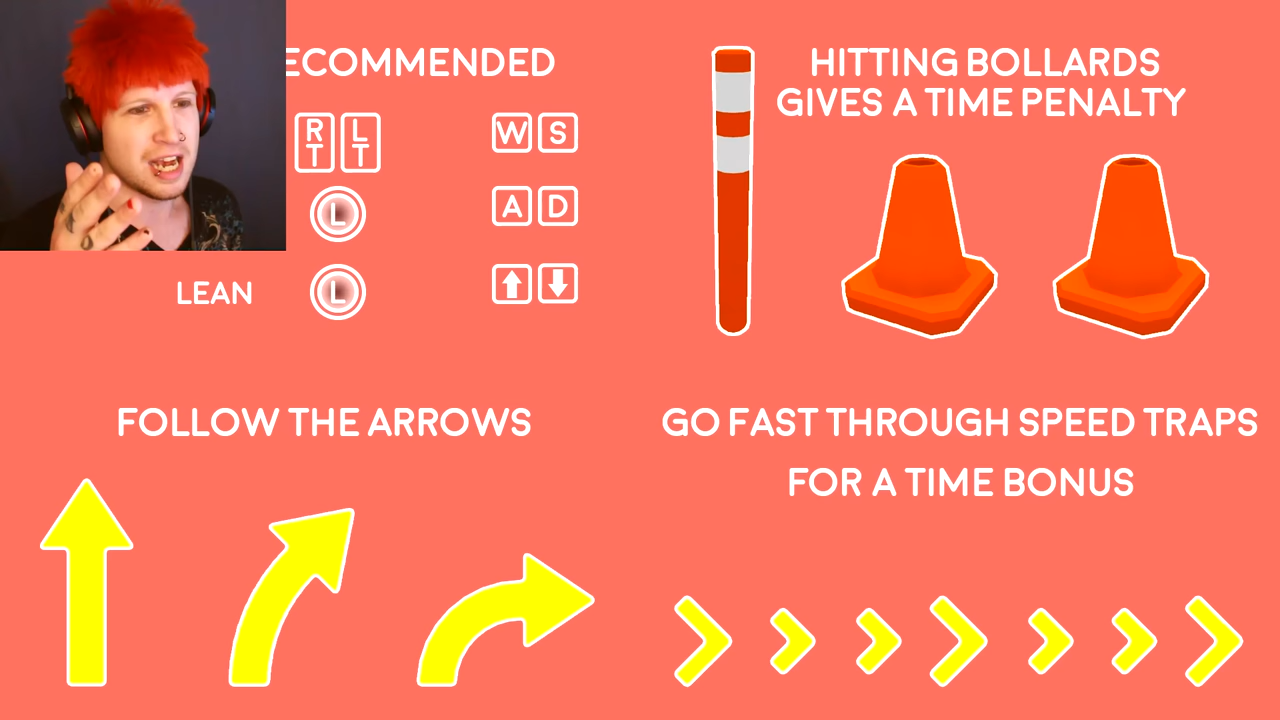 ECOMMENDED
RT LT W S
L A D
LEAN L
HITTING BOLLARDS
GIVES A TIME PENALTY
FOLLOW THE ARROWS
GO FAST THROUGH SPEED TRAPS
FOR A TIME BONUS